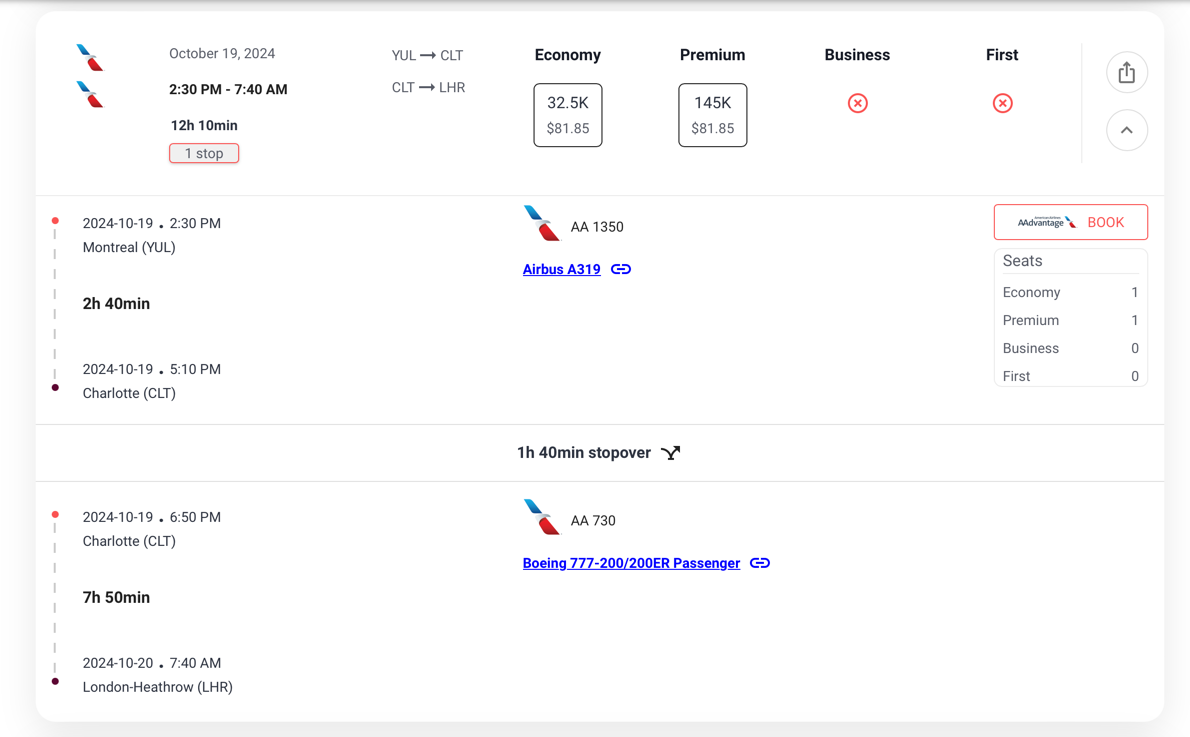 October 19, 2024
2:30 PM - 7:40 AM
12h 10min
1 stop
YUL → CLT
CLT → LHR
Economy
32.5K
$81.85
Premium
145K
$81.85
Business
First
2024-10-19 • 2:30 PM
Montreal (YUL)
2h 40min
2024-10-19 • 5:10 PM
Charlotte (CLT)
AA 1350
Airbus A319
American Airlines
AAdvantage
BOOK
Seats
Economy 1
Premium 1
Business 0
First 0
1h 40min stopover
2024-10-19 • 6:50 PM
Charlotte (CLT)
7h 50min
2024-10-20 • 7:40 AM
London-Heathrow (LHR)
AA 730
Boeing 777-200/200ER Passenger